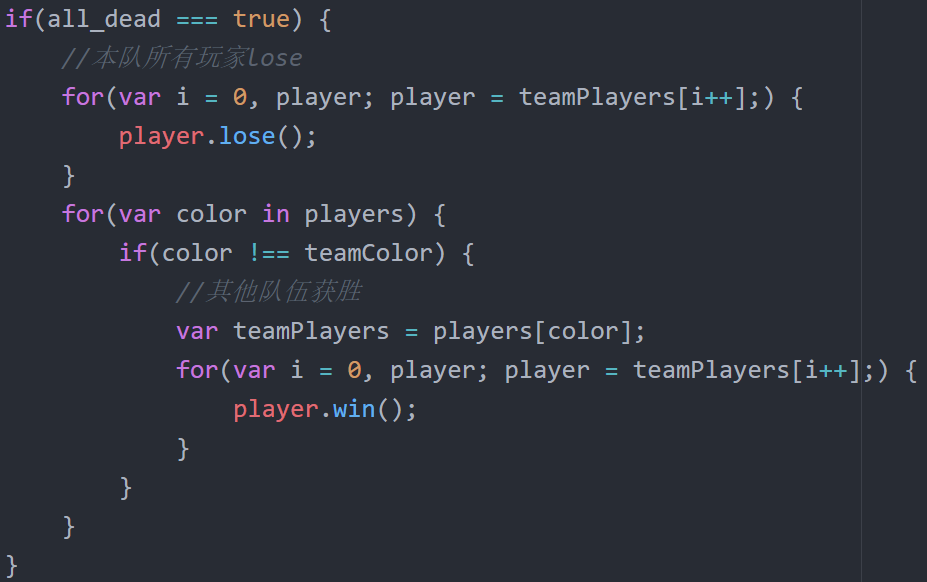 if(all_dead === true) {
    //本队所有玩家lose
    for(var i = 0, player; player = teamPlayers[i++];) {
        player.lose();
    }
    for(var color in players) {
        if(color !== teamColor) {
            //其他队伍获胜
            var teamPlayers = players[color];
            for(var i = 0, player; player = teamPlayers[i++];) {
                player.win();
            }
        }
    }
}